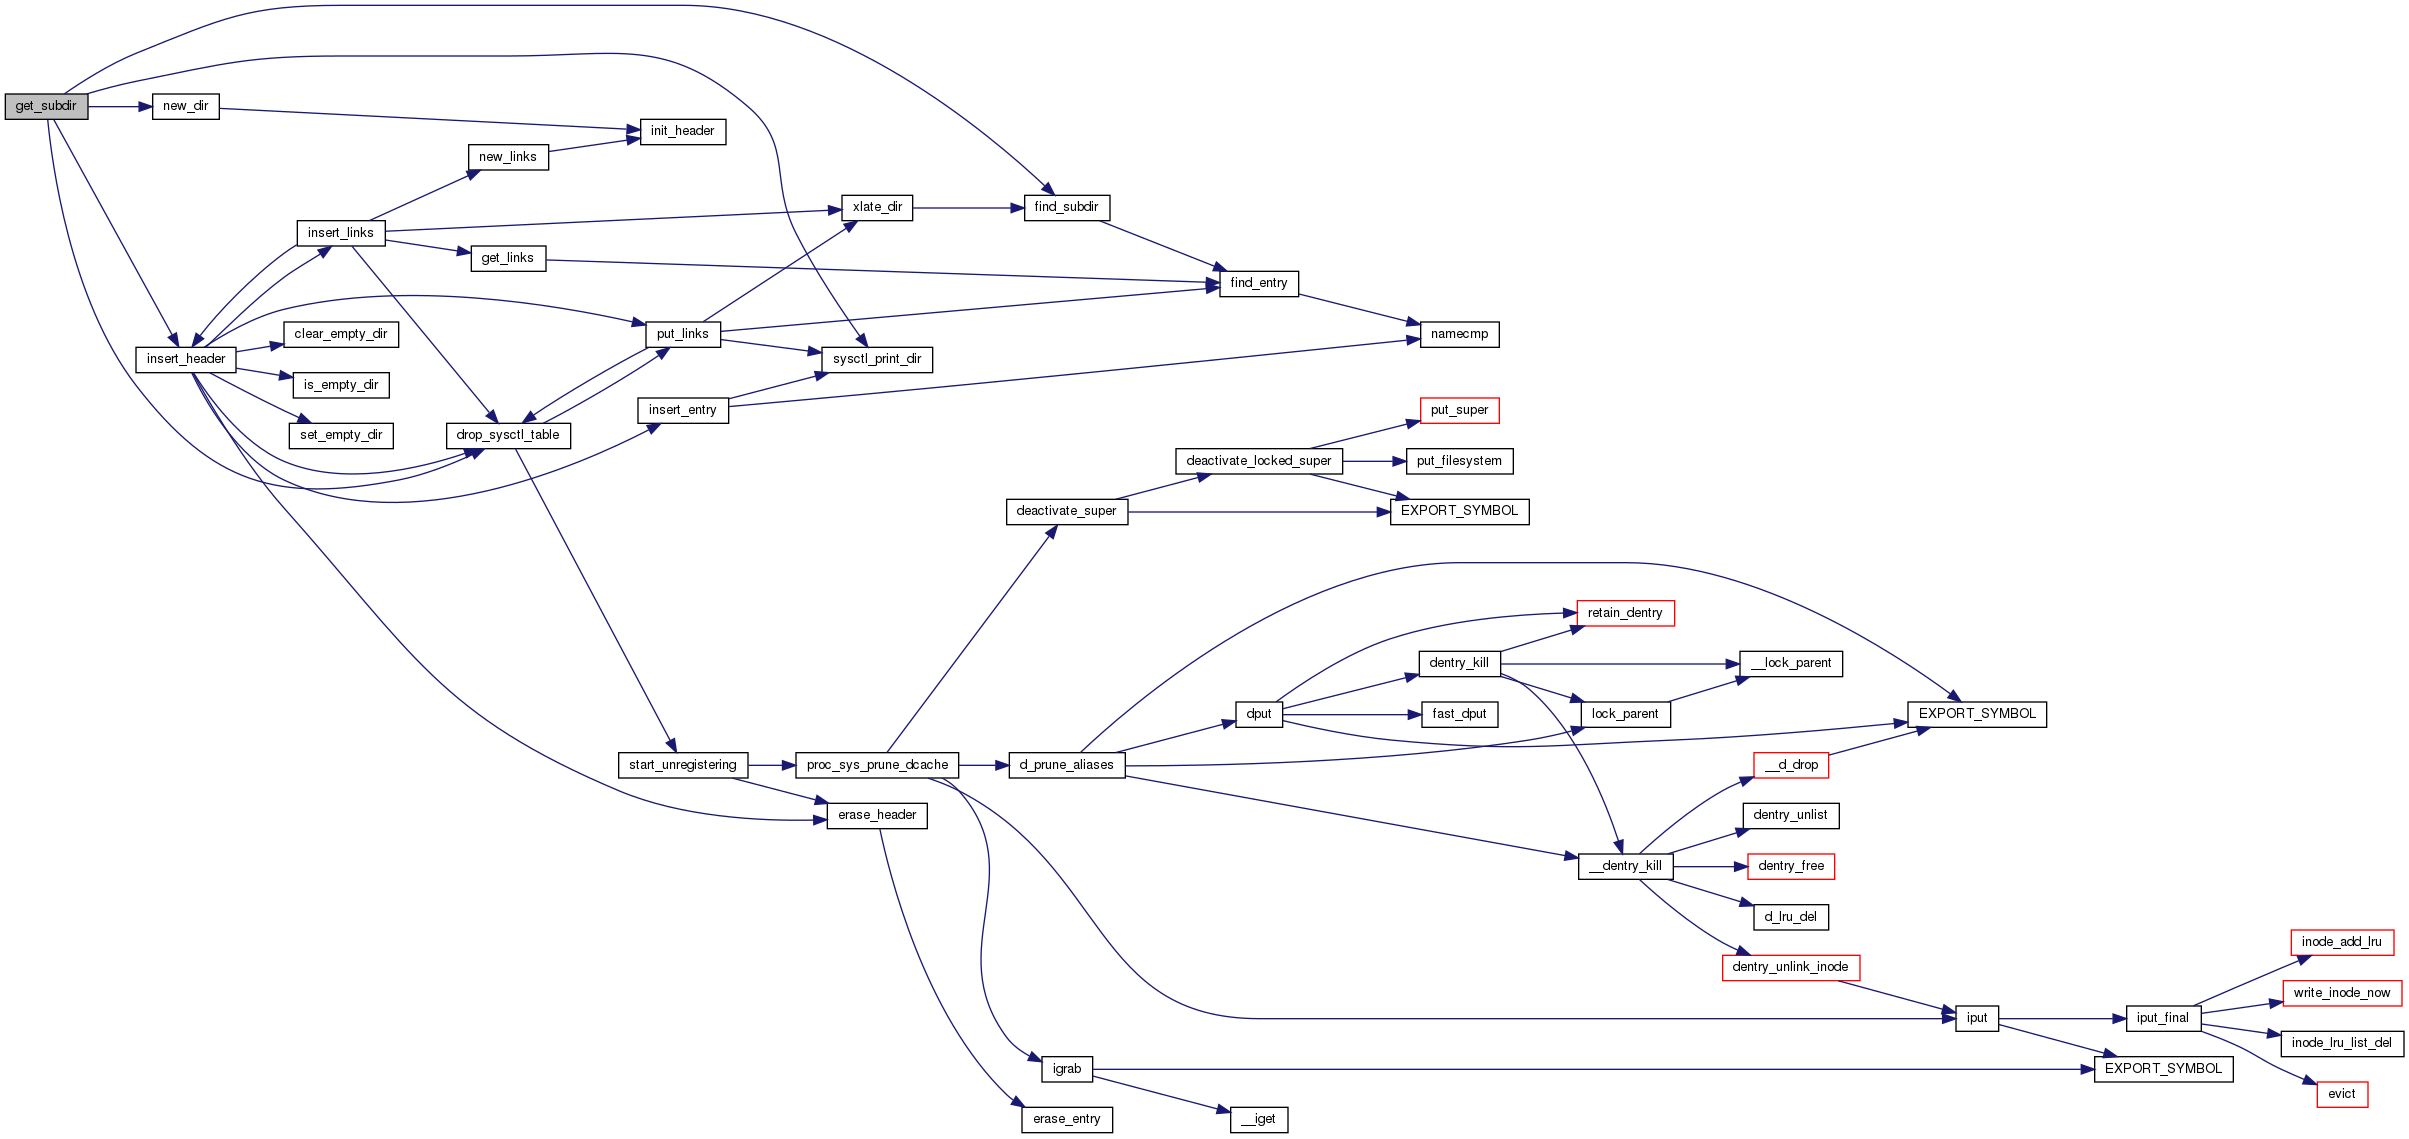 get_subdir
new_dir
init_header
new_links
xlate_dir
find_subdir
insert_links
get_links
find_entry
clear_empty_dir
put_links
namecmp
insert_header
sysctl_print_dir
is_empty_dir
insert_entry
put_super
set_empty_dir
drop_sysctl_table
deactivate_locked_super
put_filesystem
deactivate_super
EXPORT_SYMBOL
retain_dentry
dentry_kill
__lock_parent
dput
fast_dput
lock_parent
EXPORT_SYMBOL
start_unregistering
proc_sys_prune_dcache
d_prune_aliases
__d_drop
erase_header
dentry_unlist
__dentry_kill
dentry_free
d_lru_del
inode_add_lru
dentry_unlink_inode
write_inode_now
iput
iput_final
inode_lru_list_del
igrab
EXPORT_SYMBOL
evict
erase_entry
__iget